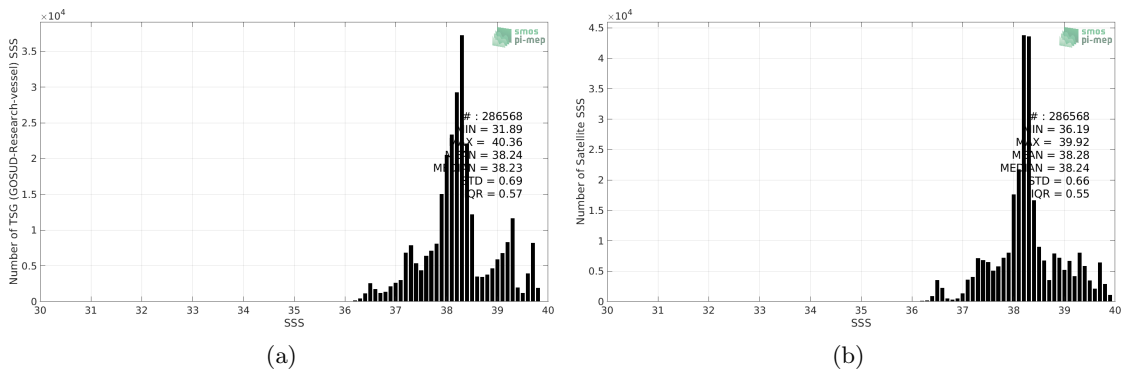 ×10⁴
smos
pi-mep
Number of TSG (GOSUD-Research-vessel) SSS
3.5
3
2.5
2
1.5
1
0.5
0
# : 286568
MIN = 31.89
MAX = 40.36
MEAN = 38.24
MEDIAN = 38.23
STD = 0.69
IQR = 0.57
30 31 32 33 34 35 36 37 38 39 40
SSS
(a)
×10⁴
smos
pi-mep
Number of Satellite SSS
4.5
4
3.5
3
2.5
2
1.5
1
0.5
0
# : 286568
MIN = 36.19
MAX = 39.92
MEAN = 38.28
MEDIAN = 38.24
STD = 0.66
IQR = 0.55
30 31 32 33 34 35 36 37 38 39 40
SSS
(b)